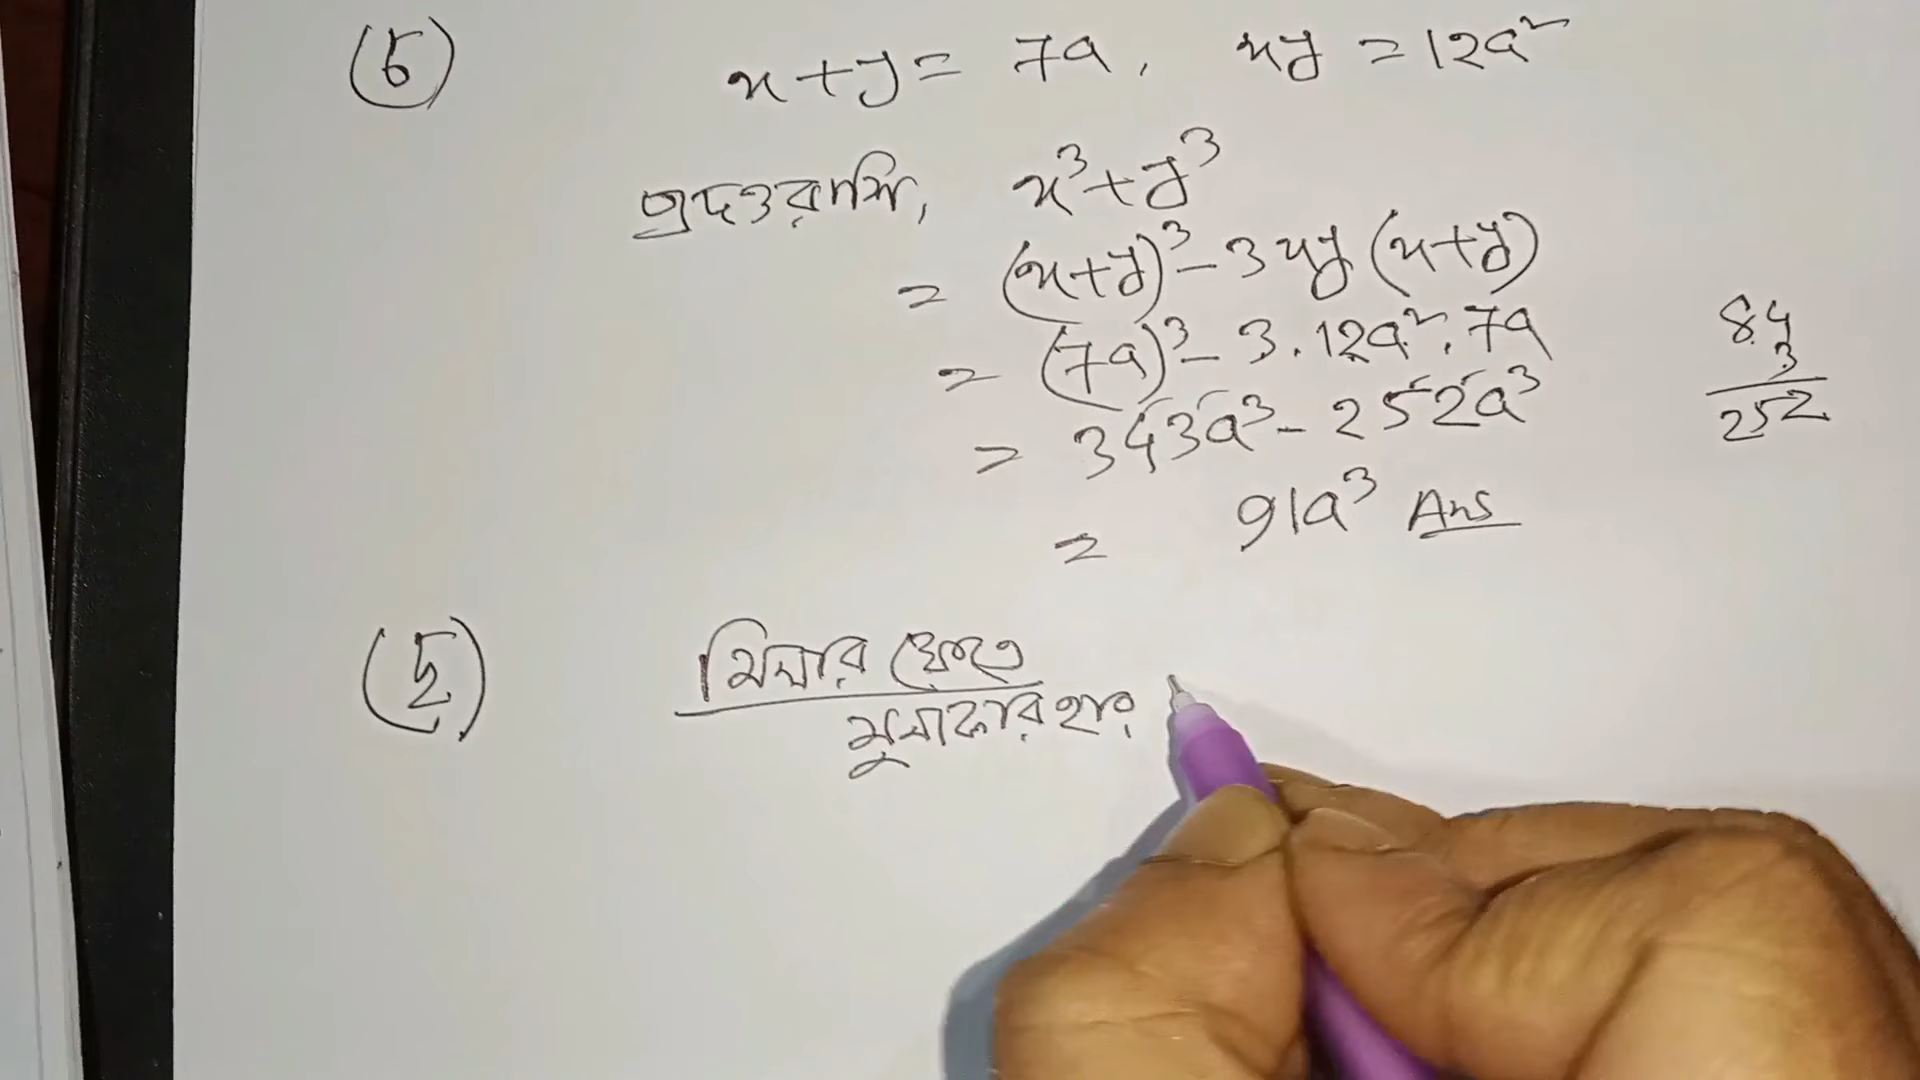 (চ) x + y = 7a, xy = 12a²
প্রদত্তরাশি, x³ + y³
= (x+y)³ - 3xy(x+y)
= (7a)³ - 3.12a².7a
= 343a³ - 252a³
= 91a³ Ans
84
3
252
(ছ) মিনার ক্ষেত্রে
মুনাফার হার